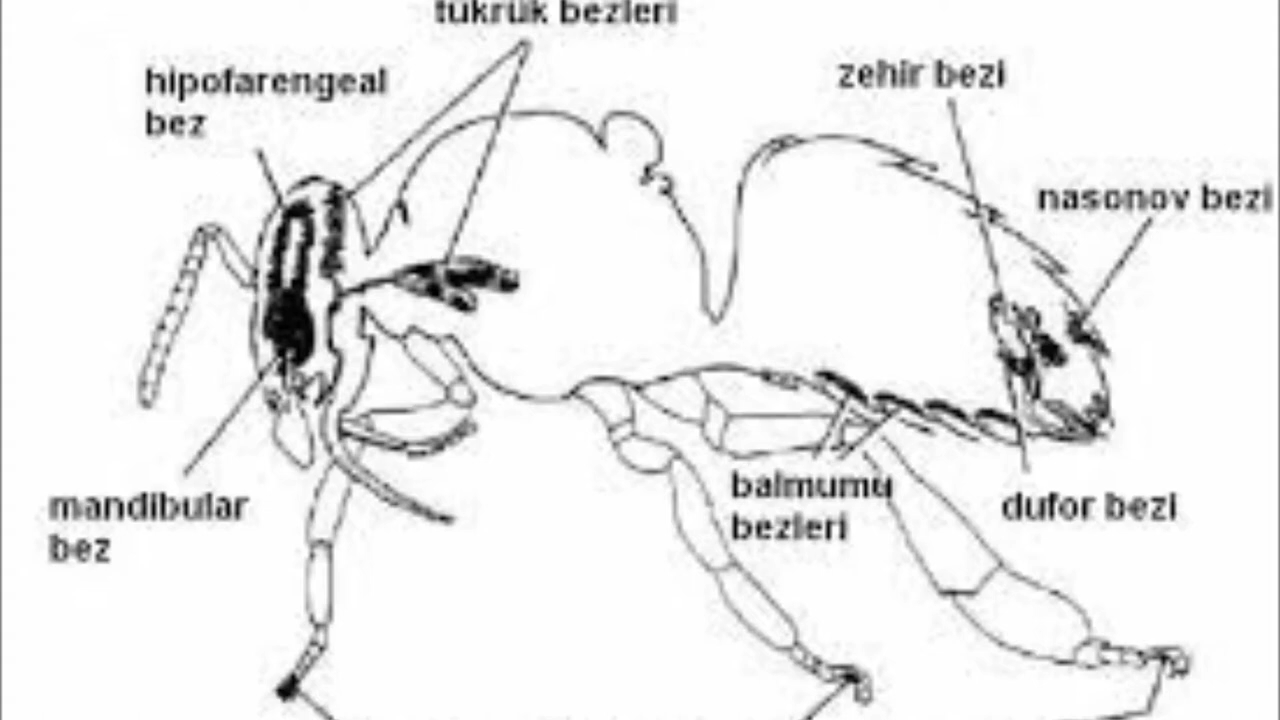 tükrük bezleri
hipofarengeal
bez
zehir bezi
nasonov bezi
mandibular
bez
balmumu
bezleri
dufor bezi